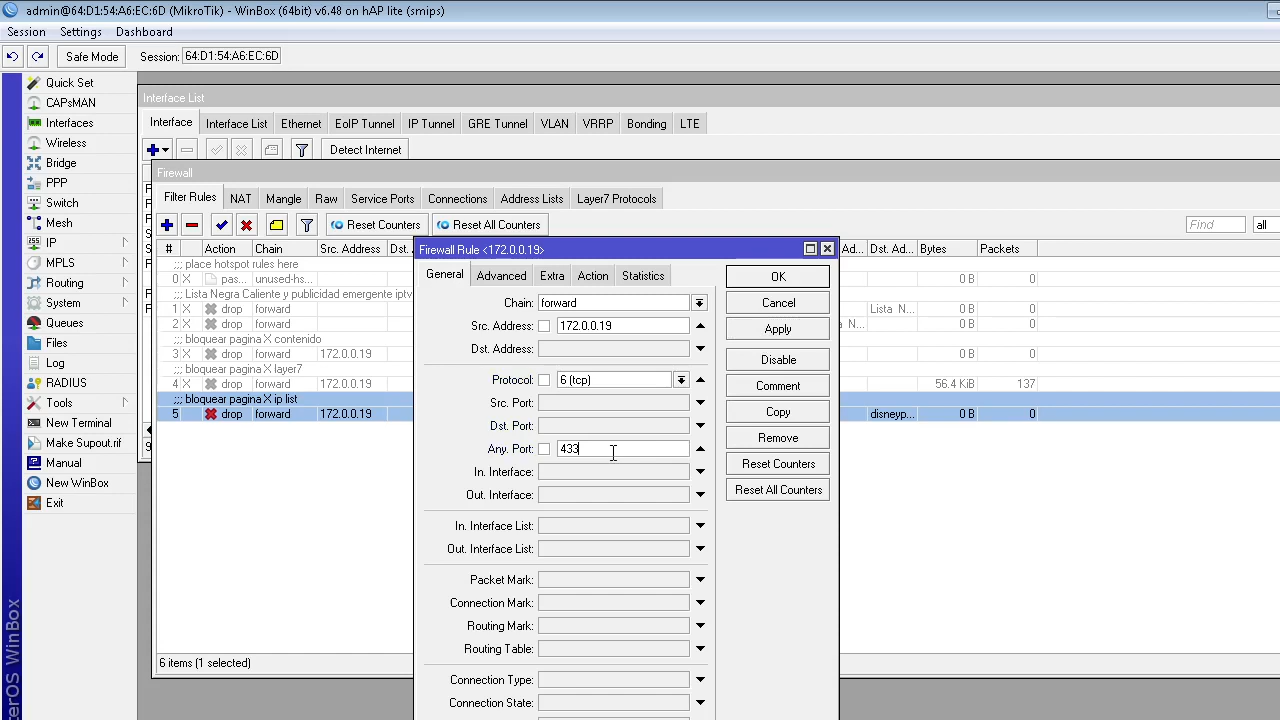 admin@64:D1:54:A6:EC:6D (MikroTik) - WinBox (64bit) v6.48 on hAP lite (smips)
Session Settings Dashboard
Safe Mode Session: 64:D1:54:A6:EC:6D
Quick Set
CAPsMAN
Interfaces
Wireless
Bridge
PPP
Switch
Mesh
IP
MPLS
Routing
System
Queues
Files
Log
RADIUS
Tools
New Terminal
Make Supout.rif
Manual
New WinBox
Exit
terOS WinBox
Interface List
Interface Interface List Ethernet EoIP Tunnel IP Tunnel GRE Tunnel VLAN VRRP Bonding LTE
Detect Internet
Firewall
Filter Rules NAT Mangle Raw Service Ports Connections Address Lists Layer7 Protocols
Reset Counters Reset All Counters Find all
# Action Chain Src. Address Dst. Ad... Dst. Ad... Bytes Packets
;;; place hotspot rules here
0 X pas... unused-hs... 0 B 0
;;; Lista Negra Caliente y publicidad emergente iptv
1 X drop forward Lista N... 0 B 0
2 X drop forward a N... 0 B 0
;;; bloquear pagina X contenido
3 X drop forward 172.0.0.19 0 B 0
;;; bloquear pagina X layer7
4 X drop forward 172.0.0.19 56.4 KiB 137
;;; bloquear pagina X ip list
5 drop forward 172.0.0.19 disneyp... 0 B 0
6 items (1 selected)
Firewall Rule <172.0.0.19>
General Advanced Extra Action Statistics
Chain: forward
Src. Address: 172.0.0.19
Dst. Address:
Protocol: 6 (tcp)
Src. Port:
Dst. Port:
Any. Port: 433
In. Interface:
Out. Interface:
In. Interface List:
Out. Interface List:
Packet Mark:
Connection Mark:
Routing Mark:
Routing Table:
Connection Type:
Connection State:
OK
Cancel
Apply
Disable
Comment
Copy
Remove
Reset Counters
Reset All Counters